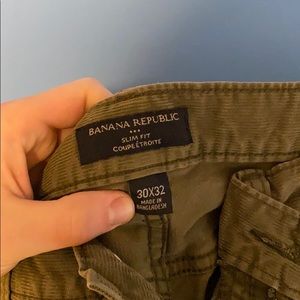 BANANA REPUBLIC
SLIM FIT
COUPE ÉTROITE
30X32
MADE IN
BANGLADESH